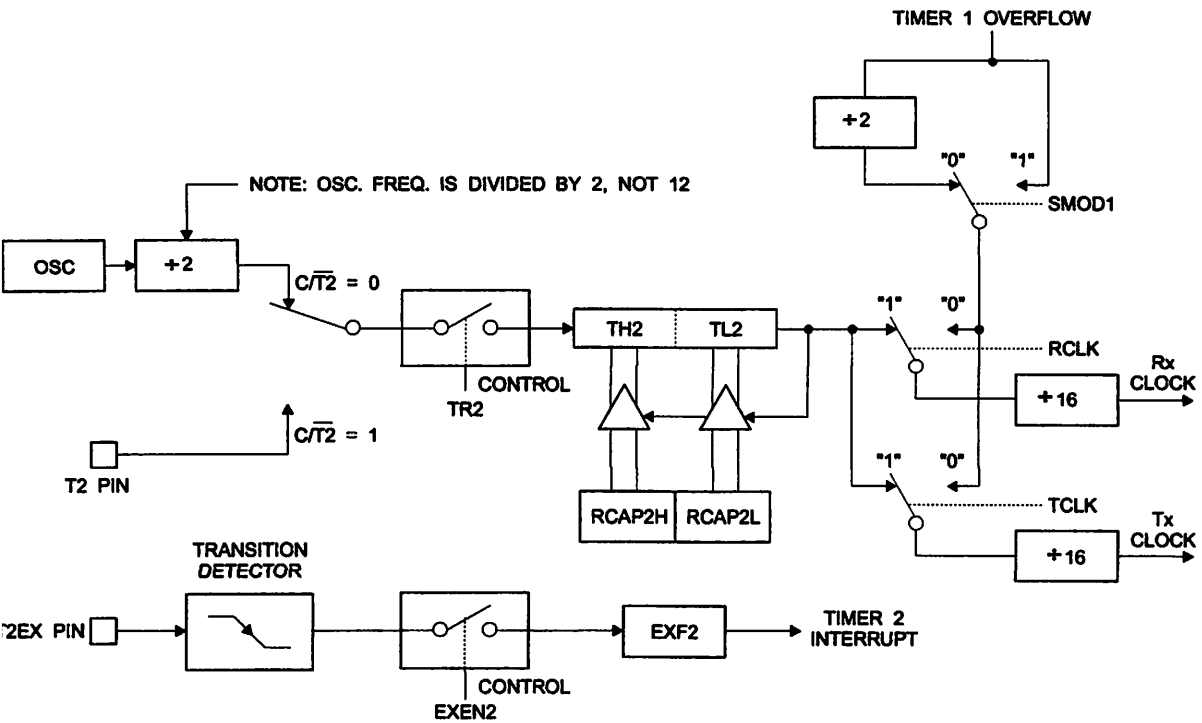 TIMER 1 OVERFLOW
÷2
"0" "1"
NOTE: OSC. FREQ. IS DIVIDED BY 2, NOT 12
SMOD1
OSC
÷2
C/T2 = 0
"1" "0"
TH2 TL2
RCLK
CONTROL
TR2
Rx
CLOCK
÷16
C/T2 = 1
T2 PIN
"1" "0"
RCAP2H RCAP2L
TCLK
Tx
CLOCK
÷16
TRANSITION
DETECTOR
T2EX PIN
EXF2
TIMER 2
INTERRUPT
CONTROL
EXEN2